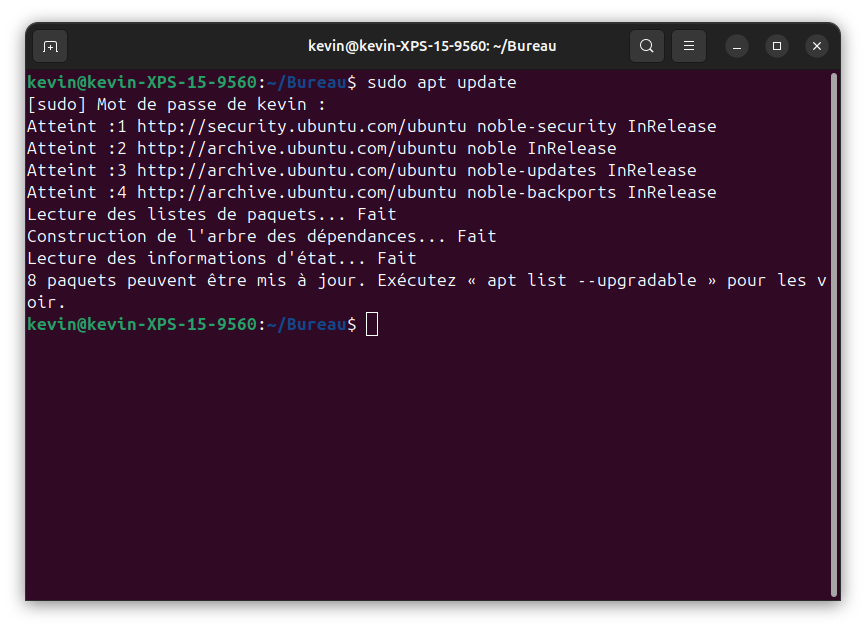 kevin@kevin-XPS-15-9560: ~/Bureau
kevin@kevin-XPS-15-9560:~/Bureau$ sudo apt update
[sudo] Mot de passe de kevin :
Atteint :1 http://security.ubuntu.com/ubuntu noble-security InRelease
Atteint :2 http://archive.ubuntu.com/ubuntu noble InRelease
Atteint :3 http://archive.ubuntu.com/ubuntu noble-updates InRelease
Atteint :4 http://archive.ubuntu.com/ubuntu noble-backports InRelease
Lecture des listes de paquets... Fait
Construction de l'arbre des dépendances... Fait
Lecture des informations d'état... Fait
8 paquets peuvent être mis à jour. Exécutez « apt list --upgradable » pour les v
oir.
kevin@kevin-XPS-15-9560:~/Bureau$